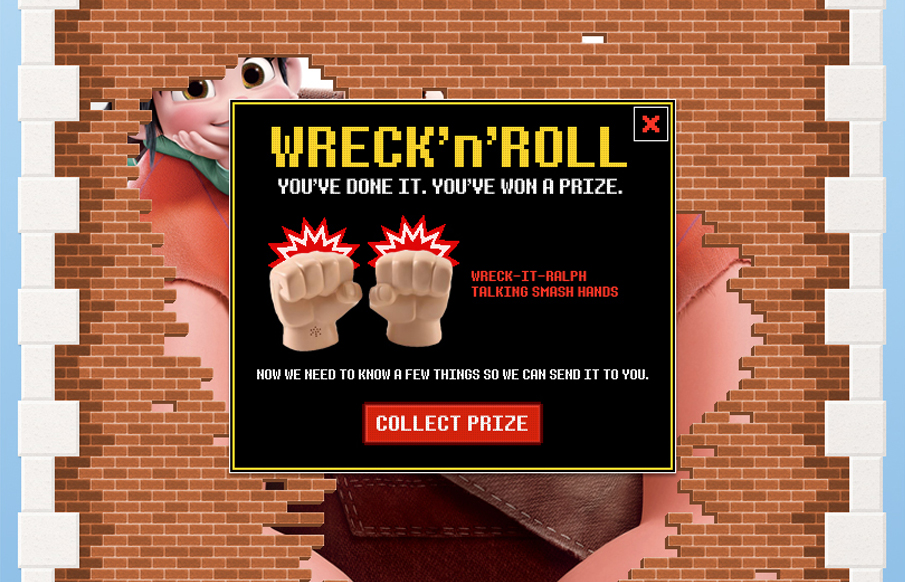 WRECK'n'ROLL
YOU'VE DONE IT. YOU'VE WON A PRIZE.
WRECK-IT-RALPH
TALKING SMASH HANDS
NOW WE NEED TO KNOW A FEW THINGS SO WE CAN SEND IT TO YOU.
COLLECT PRIZE